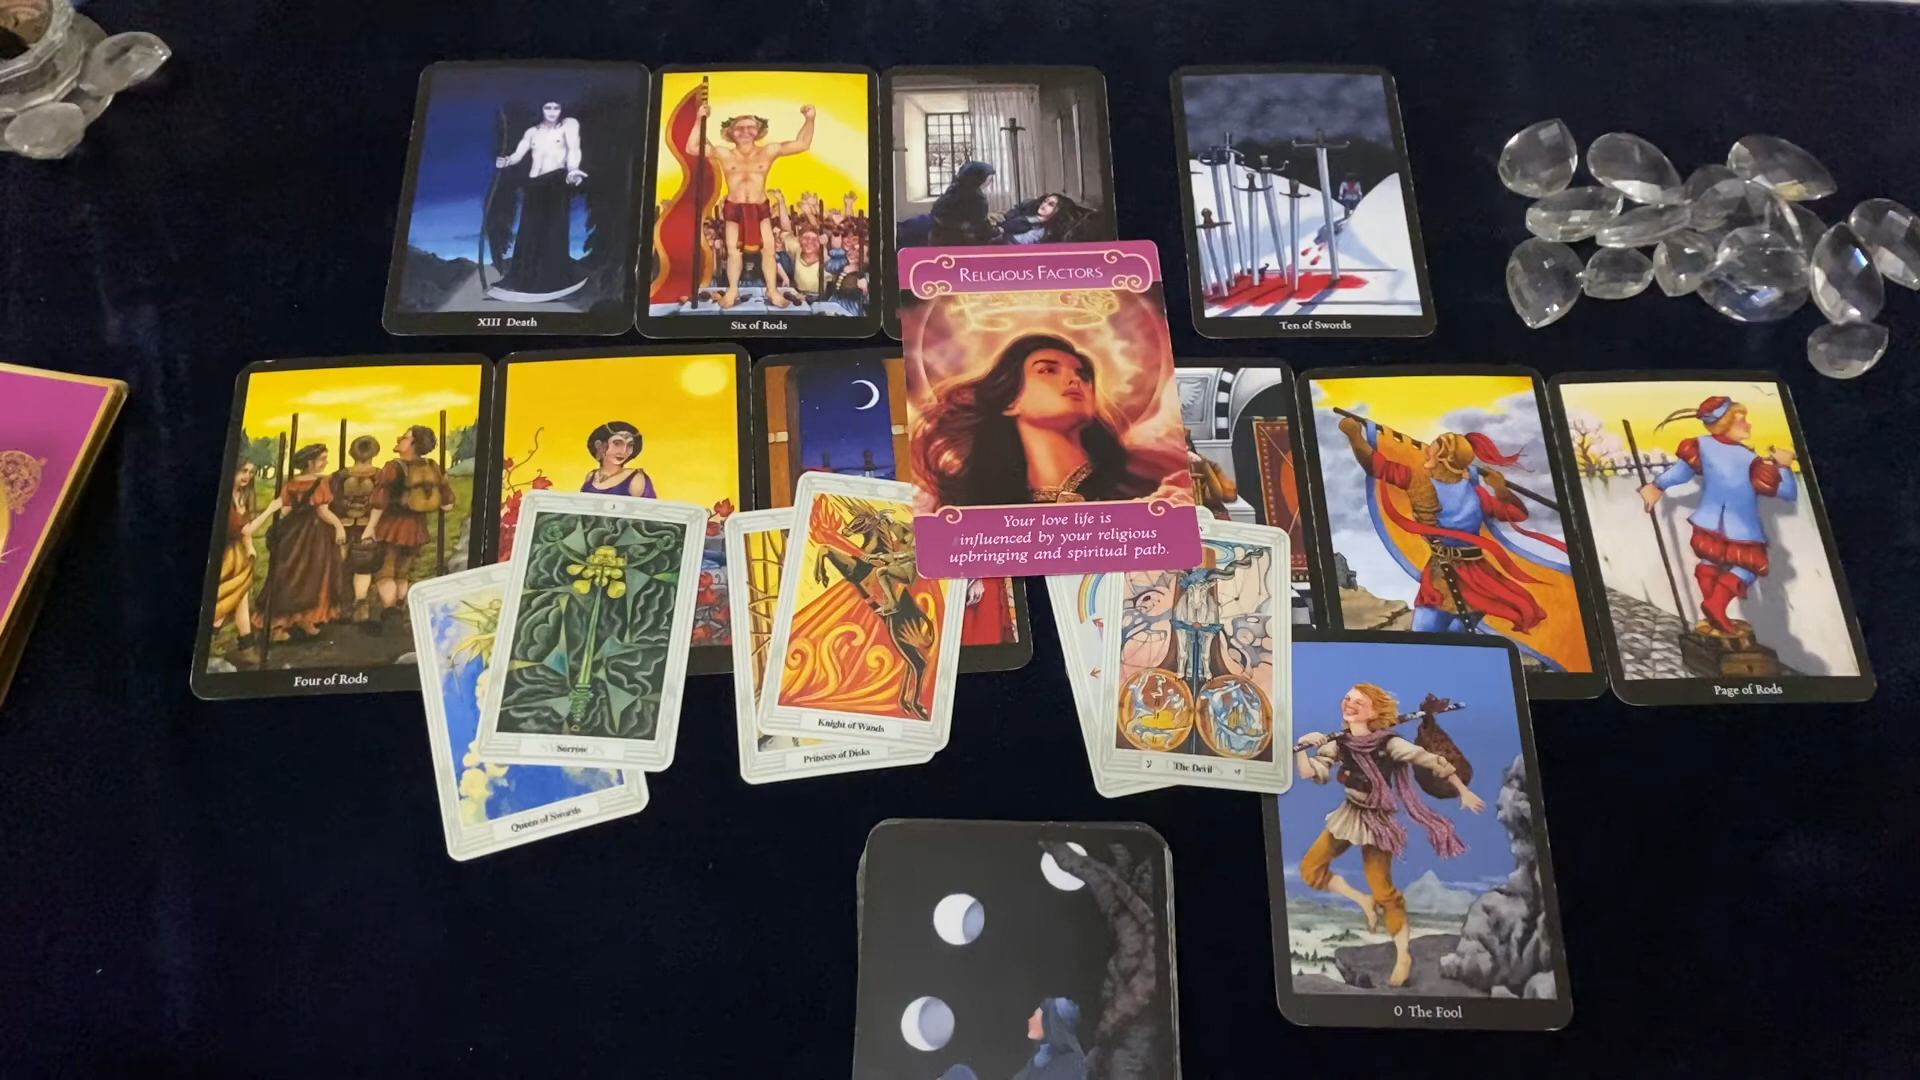 XIII Death
Six of Rods
Ten of Swords
RELIGIOUS FACTORS
Your love life is
influenced by your religious
upbringing and spiritual path.
Four of Rods
Page of Rods
Sorrow
Queen of Swords
Knight of Wands
Princess of Disks
The Devil
0 The Fool